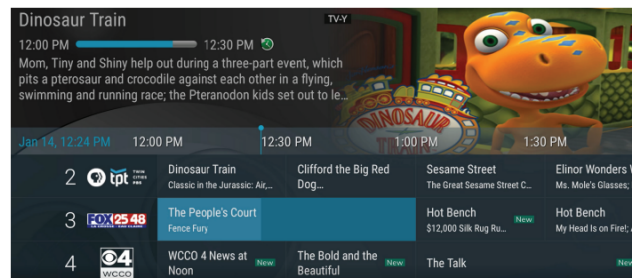 Dinosaur Train
TV-Y
12:00 PM 12:30 PM
Mom, Tiny and Shiny help out during a three-part event, which
pits a pterosaur and crocodile against each other in a flying,
swimming and running race; the Pteranodon kids set out to le...
DINOSAUR
TRAIN
Jan 14, 12:24 PM 12:00 PM 12:30 PM 1:00 PM 1:30 PM
2 tpt TWIN CITIES PBS Dinosaur Train Clifford the Big Red Sesame Street Elinor Wonders W
Classic in the Jurassic: Air,... Dog... The Great Sesame Street C... Ms. Mole's Glasses;
3 FOX 25 48 The People's Court Hot Bench Hot Bench
Fence Fury $12,000 Silk Rug Ru... New My Head is on Fire!;
4 4 WCCO WCCO 4 News at New The Bold and the New The Talk New
Noon Beautiful